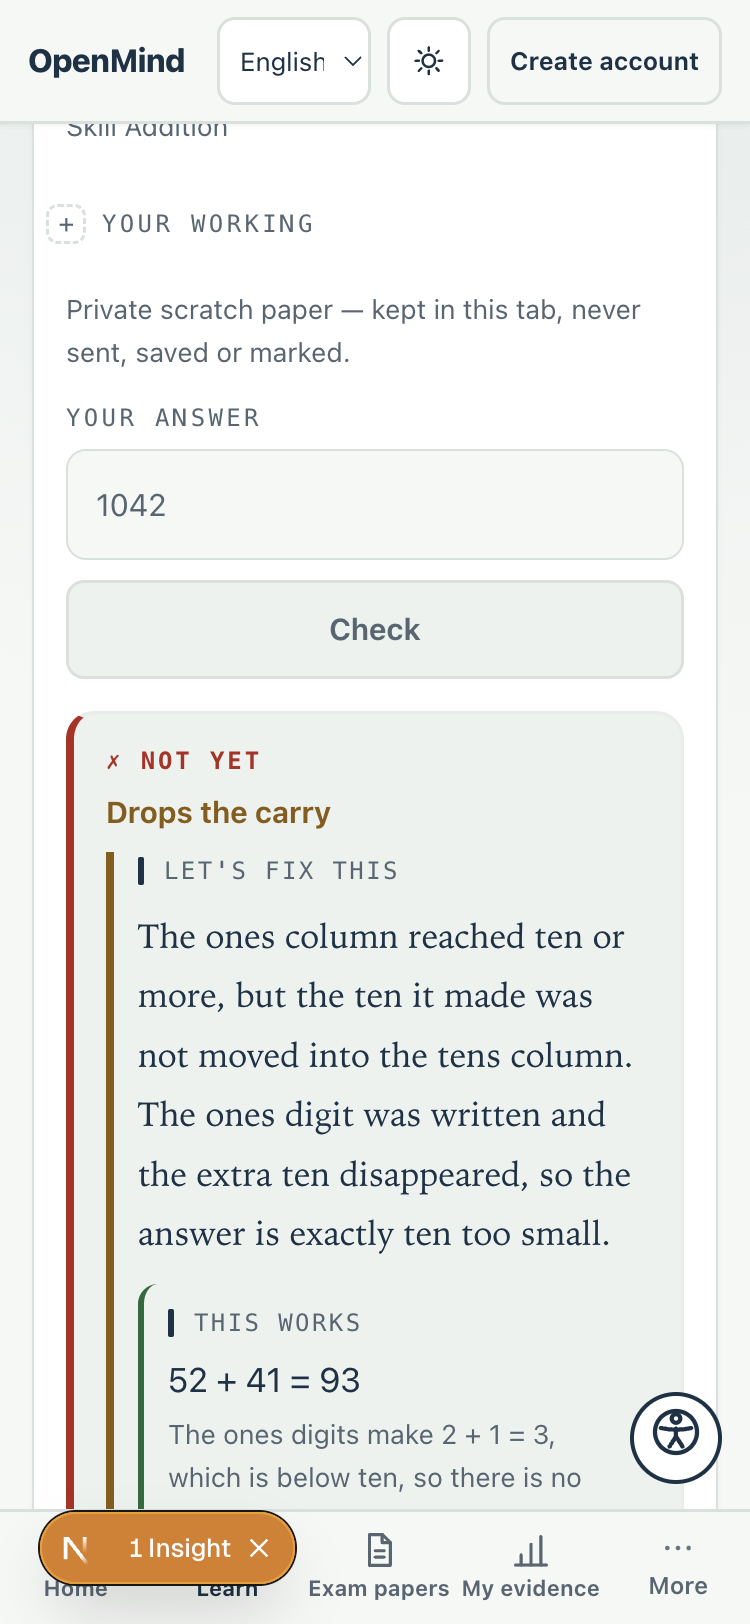 OpenMind
English
Create account
Skill Addition
+ YOUR WORKING
Private scratch paper — kept in this tab, never
sent, saved or marked.
YOUR ANSWER
1042
Check
✗ NOT YET
Drops the carry
LET'S FIX THIS
The ones column reached ten or
more, but the ten it made was
not moved into the tens column.
The ones digit was written and
the extra ten disappeared, so the
answer is exactly ten too small.
THIS WORKS
52 + 41 = 93
The ones digits make 2 + 1 = 3,
which is below ten, so there is no
N 1 Insight ×
Home
Learn
Exam papers
My evidence
More